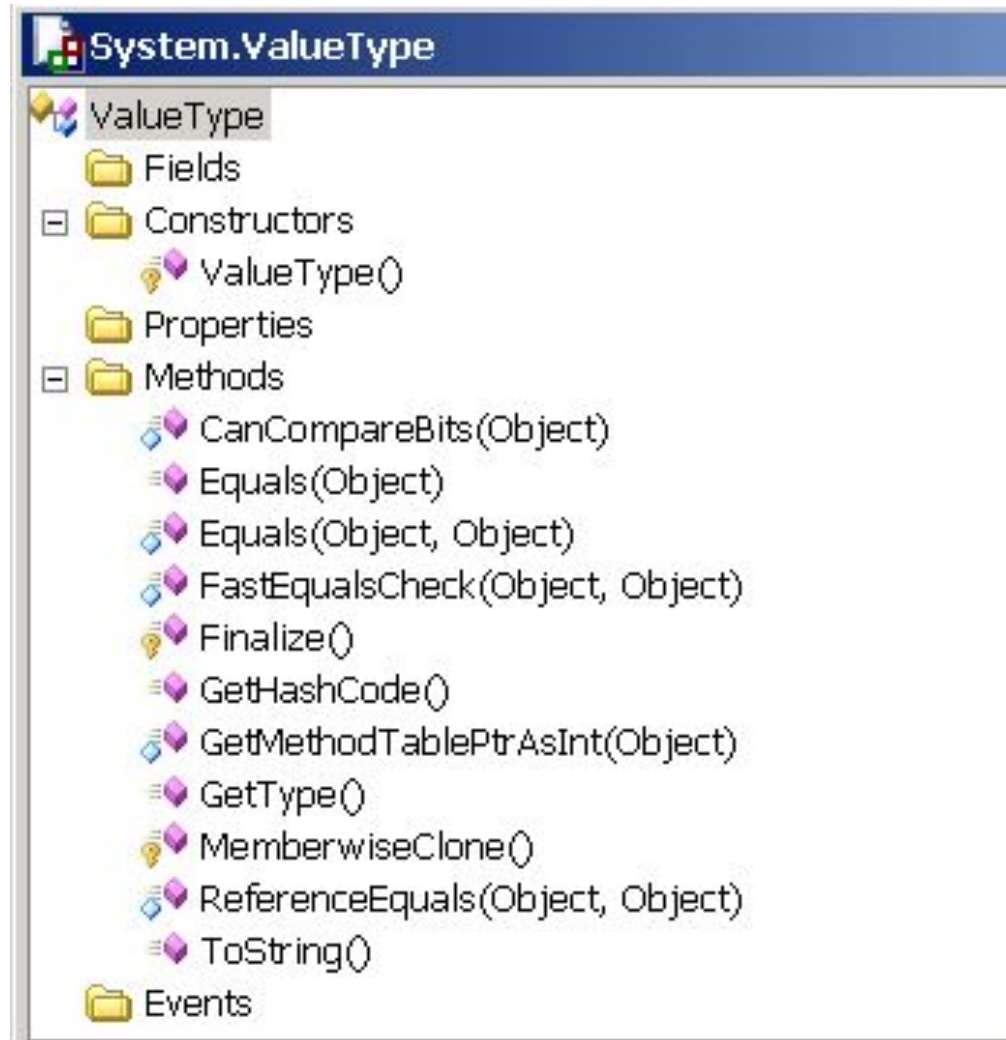 System.ValueType
ValueType
Fields
Constructors
ValueType()
Properties
Methods
CanCompareBits(Object)
Equals(Object)
Equals(Object, Object)
FastEqualsCheck(Object, Object)
Finalize()
GetHashCode()
GetMethodTablePtrAsInt(Object)
GetType()
MemberwiseClone()
ReferenceEquals(Object, Object)
ToString()
Events